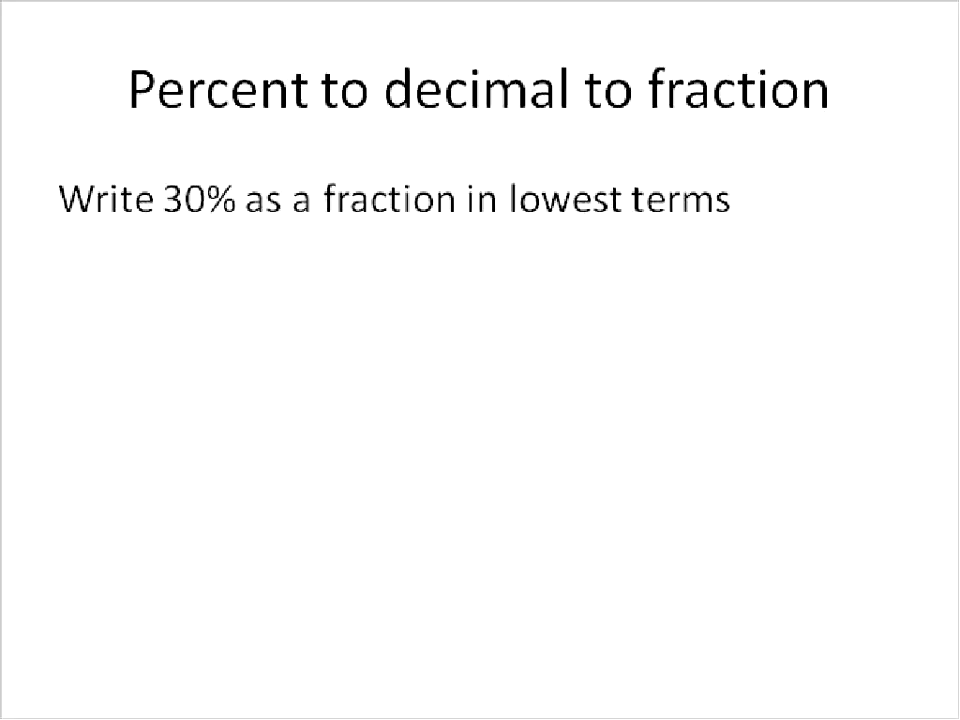 Percent to decimal to fraction
Write 30% as a fraction in lowest terms